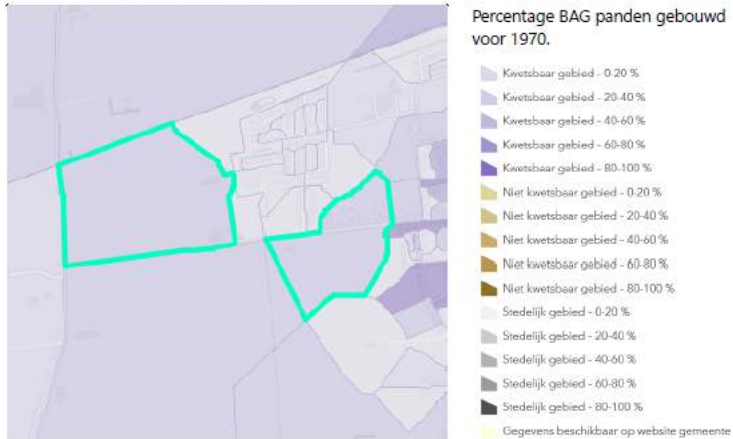 Percentage BAG panden gebouwd
voor 1970.
Kwetsbaar gebied - 0-20 %
Kwetsbaar gebied - 20-40 %
Kwetsbaar gebied - 40-60 %
Kwetsbaar gebied - 60-80 %
Kwetsbaar gebied - 80-100 %
Niet kwetsbaar gebied - 0-20 %
Niet kwetsbaar gebied - 20-40 %
Niet kwetsbaar gebied - 40-60 %
Niet kwetsbaar gebied - 60-80 %
Niet kwetsbaar gebied - 80-100 %
Stedelijk gebied - 0-20 %
Stedelijk gebied - 20-40 %
Stedelijk gebied - 40-60 %
Stedelijk gebied - 60-80 %
Stedelijk gebied - 80-100 %
Gegevens beschikbaar op website gemeente